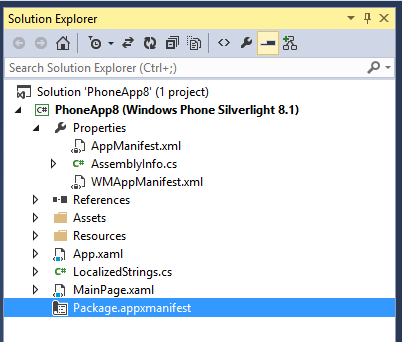 Solution Explorer
Search Solution Explorer (Ctrl+;)
Solution 'PhoneApp8' (1 project)
C# PhoneApp8 (Windows Phone Silverlight 8.1)
Properties
AppManifest.xml
C# AssemblyInfo.cs
WMAppManifest.xml
References
Assets
Resources
App.xaml
C# LocalizedStrings.cs
MainPage.xaml
Package.appxmanifest